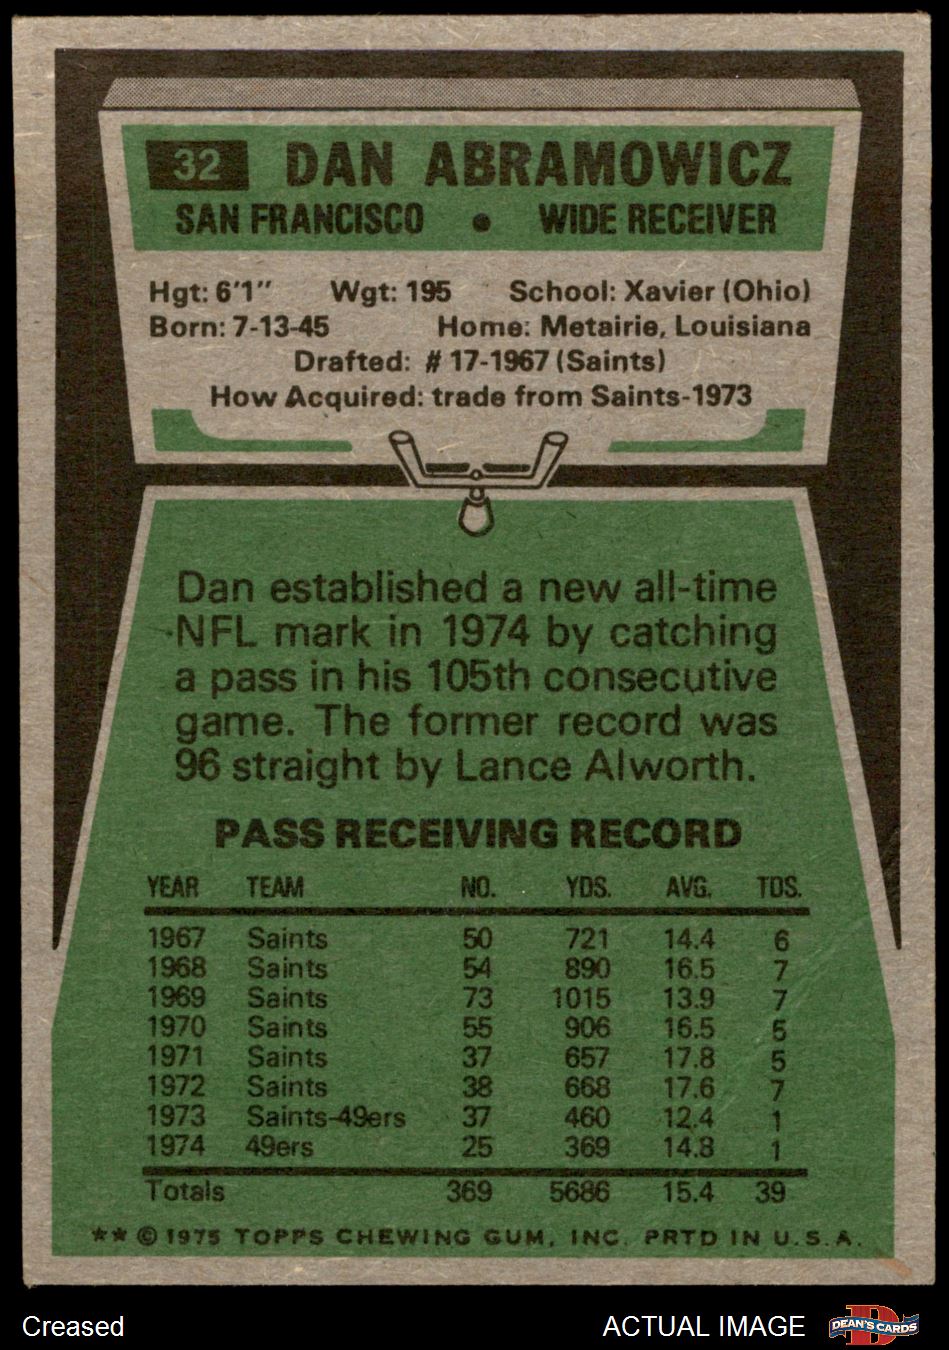 32 DAN ABRAMOWICZ
SAN FRANCISCO • WIDE RECEIVER
Hgt: 6'1" Wgt: 195 School: Xavier (Ohio)
Born: 7-13-45 Home: Metairie, Louisiana
Drafted: # 17-1967 (Saints)
How Acquired: trade from Saints-1973
Dan established a new all-time
NFL mark in 1974 by catching
a pass in his 105th consecutive
game. The former record was
96 straight by Lance Alworth.
PASS RECEIVING RECORD
YEAR TEAM NO. YDS. AVG. TDS.
1967 Saints 50 721 14.4 6
1968 Saints 54 890 16.5 7
1969 Saints 73 1015 13.9 7
1970 Saints 55 906 16.5 5
1971 Saints 37 657 17.8 5
1972 Saints 38 668 17.6 7
1973 Saints-49ers 37 460 12.4 1
1974 49ers 25 369 14.8 1
Totals 369 5686 15.4 39
** © 1975 TOPPS CHEWING GUM, INC. PRTD IN U.S.A.
Creased ACTUAL IMAGE D DEAN'S CARDS